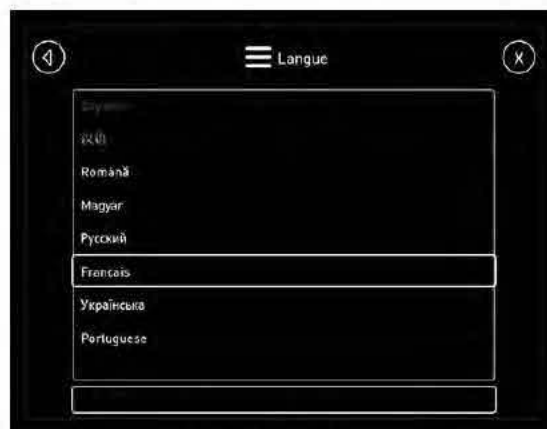 Langue
Română
Magyar
Русский
Francais
Українська
Portuguese